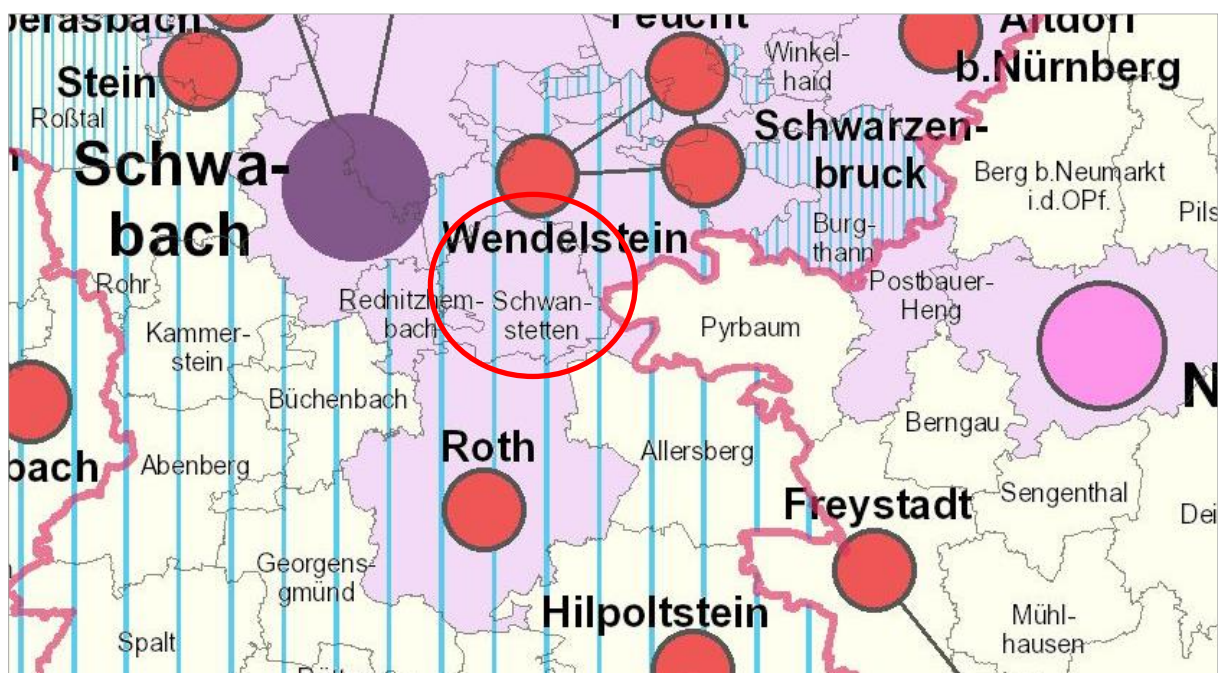 Feucht
Altdorf
b.Nürnberg
Stein
Roßtal
Winkel-
haid
Schwarzen-
bruck
Schwa-
bach
Berg b.Neumarkt
i.d.OPf.
Pils
Burg-
thann
Wendelstein
Rohr
Rednitzhem-
bach
Schwan-
stetten
Postbauer-
Heng
Pyrbaum
Kammer-
stein
Büchenbach
N
Berngau
Roth
Allersberg
bach
Abenberg
Sengenthal
Freystadt
Dei
Georgens-
gmünd
Hilpoltstein
Mühl-
hausen
Spalt